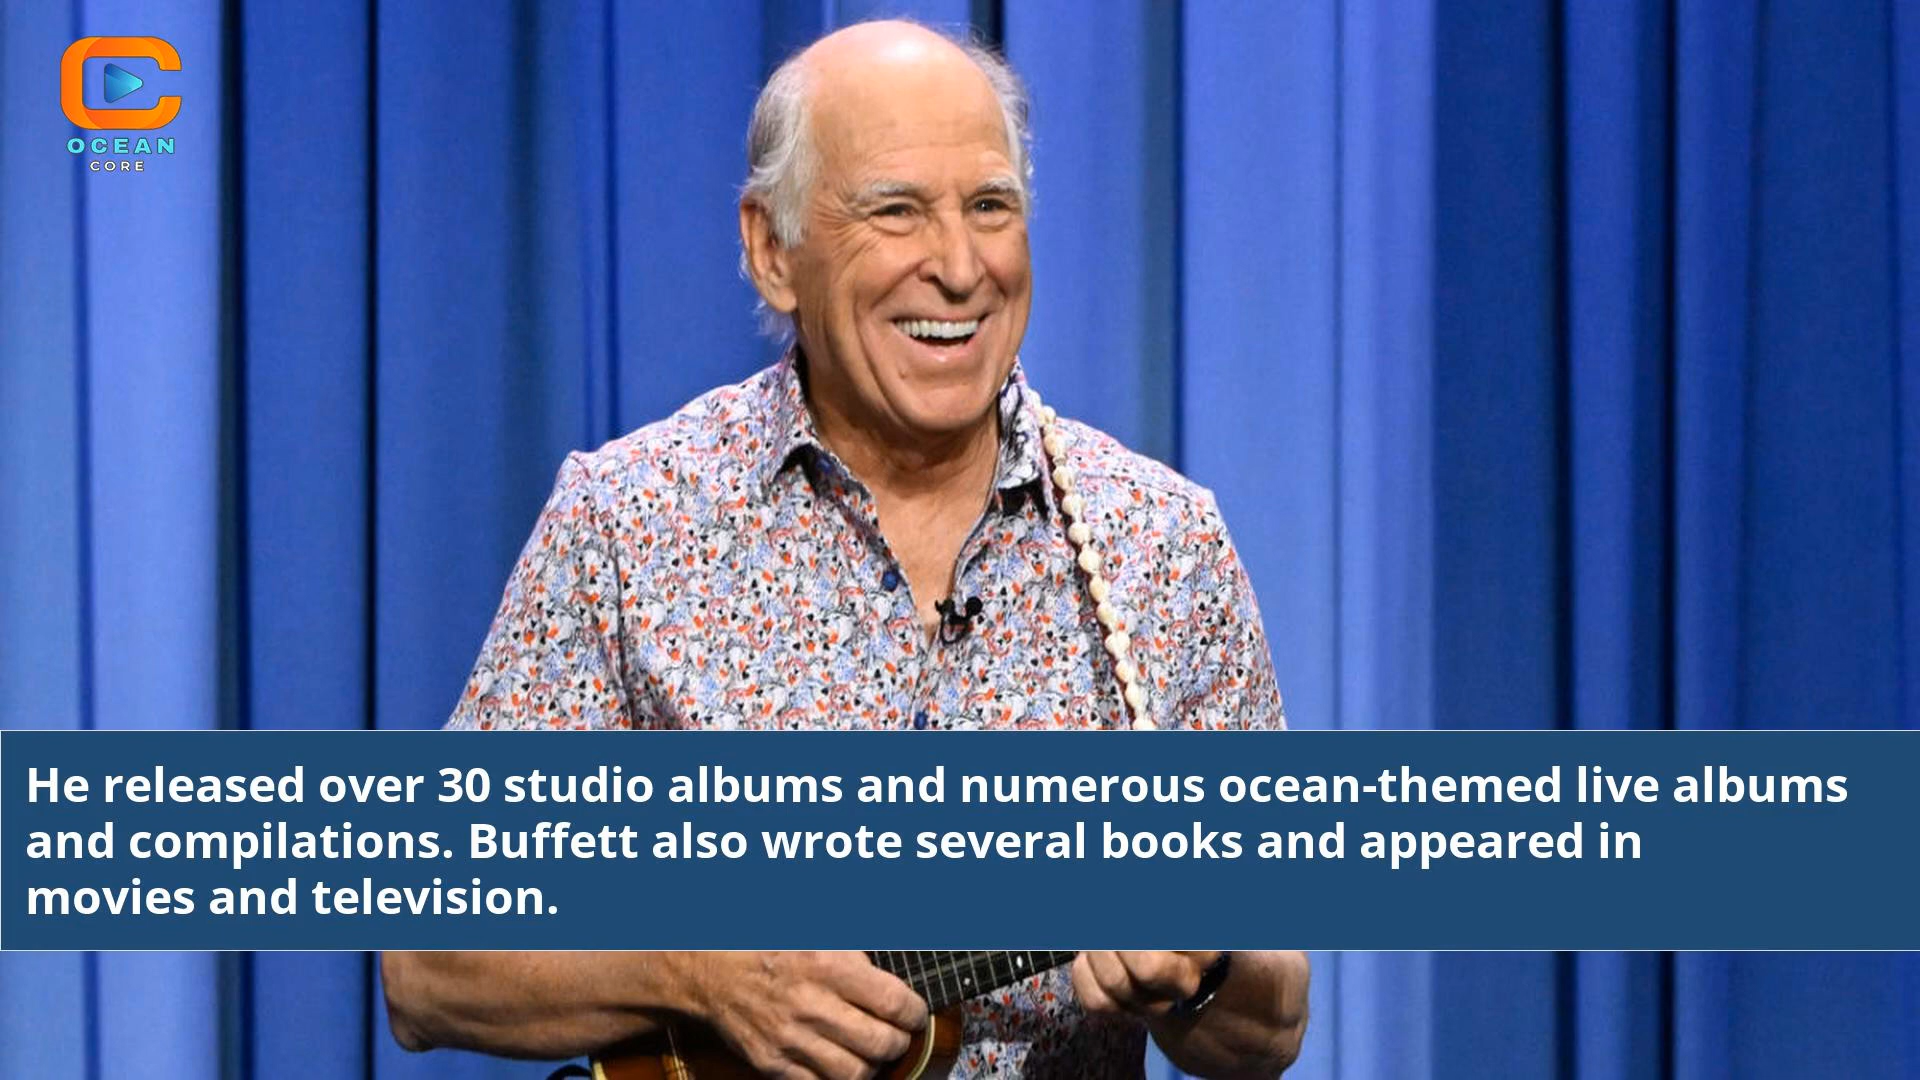 OCEAN
CORE
He released over 30 studio albums and numerous ocean-themed live albums
and compilations. Buffett also wrote several books and appeared in
movies and television.